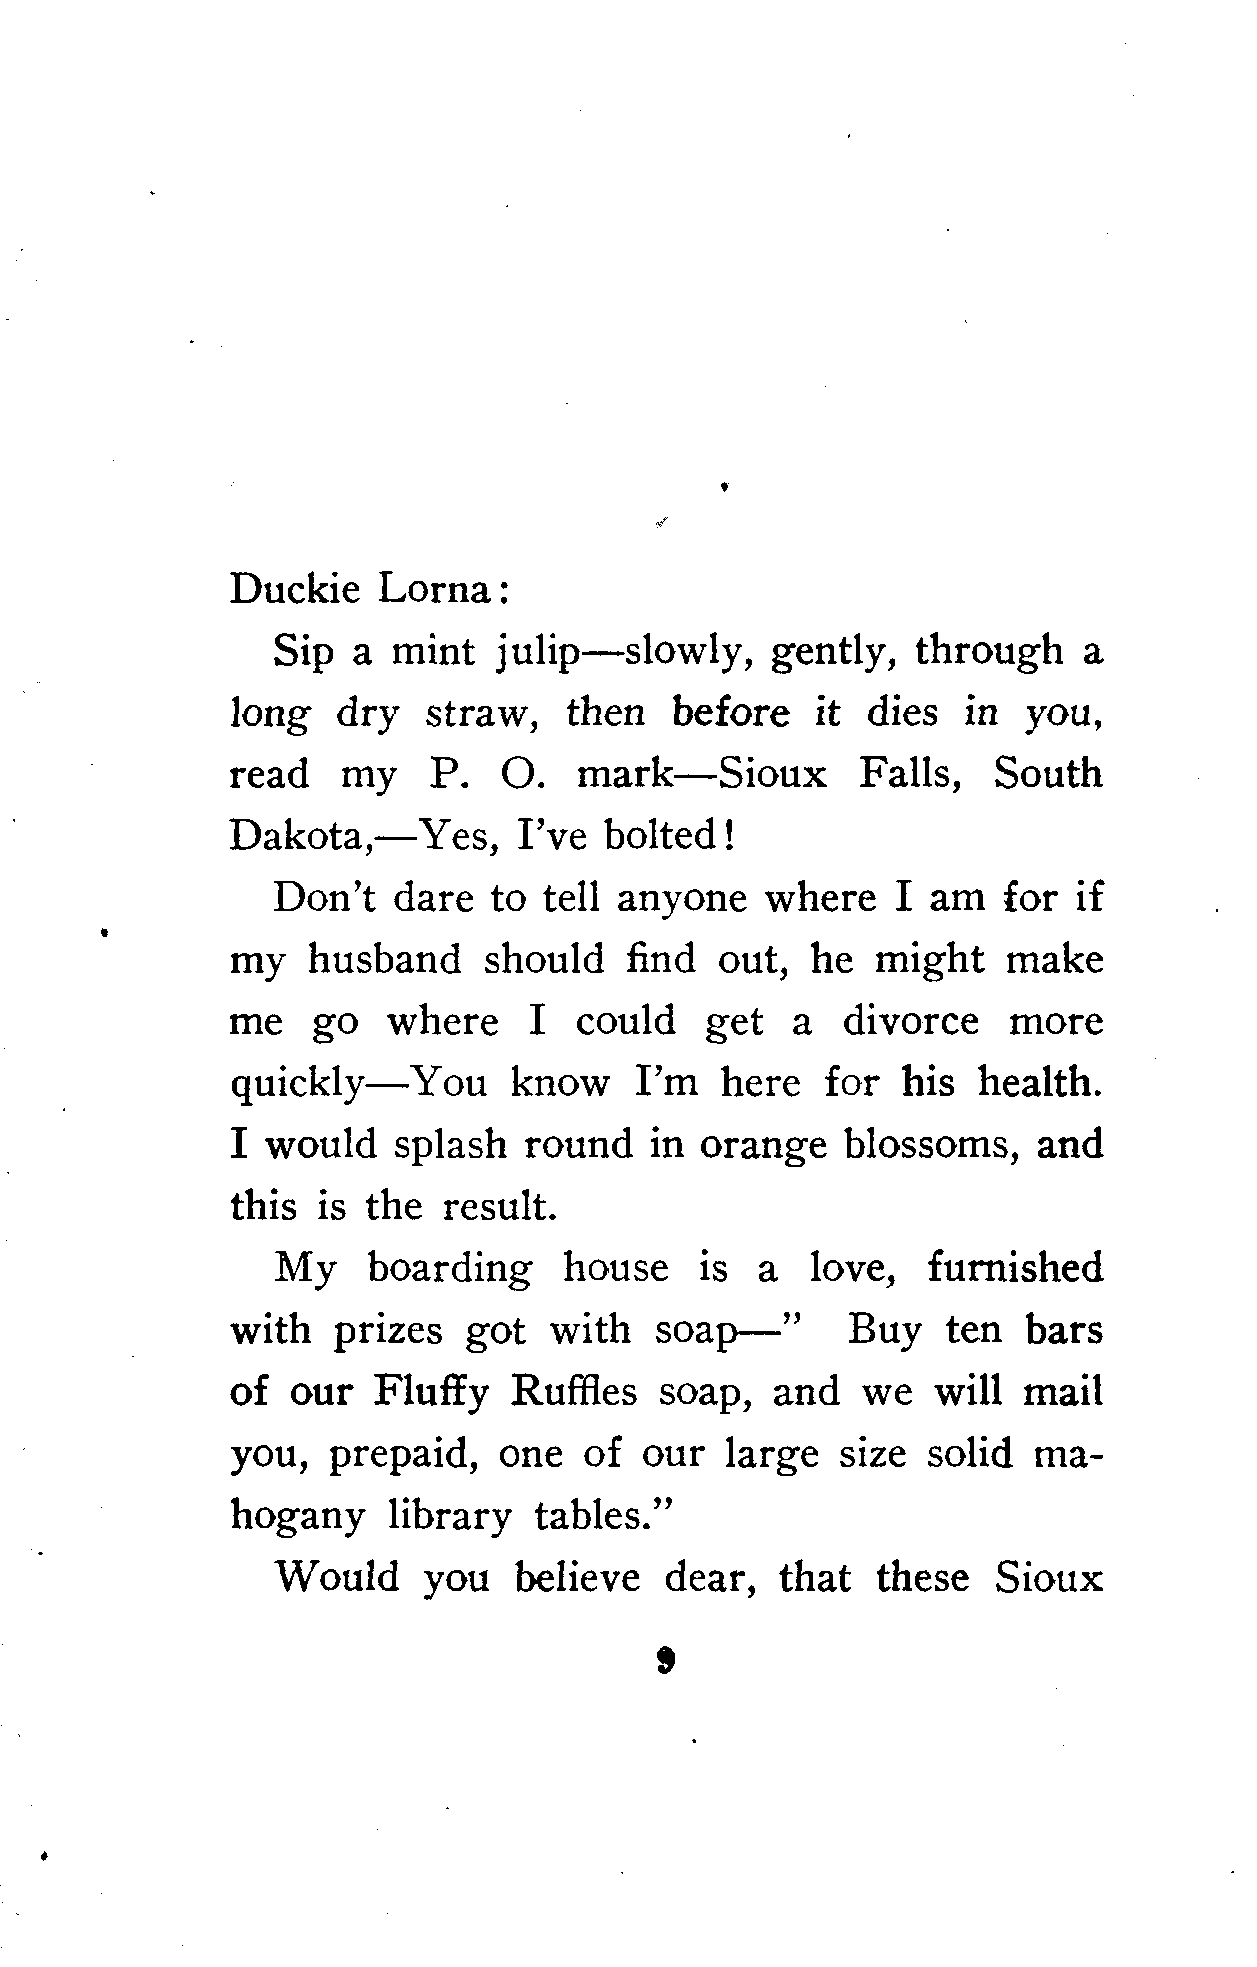 Duckie Lorna:
Sip a mint julip—slowly, gently, through a
long dry straw, then before it dies in you,
read my P. O. mark—Sioux Falls, South
Dakota,—Yes, I’ve bolted!
Don’t dare to tell anyone where I am for if
my husband should find out, he might make
me go where I could get a divorce more
quickly—You know I’m here for his health.
I would splash round in orange blossoms, and
this is the result.
My boarding house is a love, furnished
with prizes got with soap—” Buy ten bars
of our Fluffy Ruffles soap, and we will mail
you, prepaid, one of our large size solid ma-
hogany library tables.”
Would you believe dear, that these Sioux
9